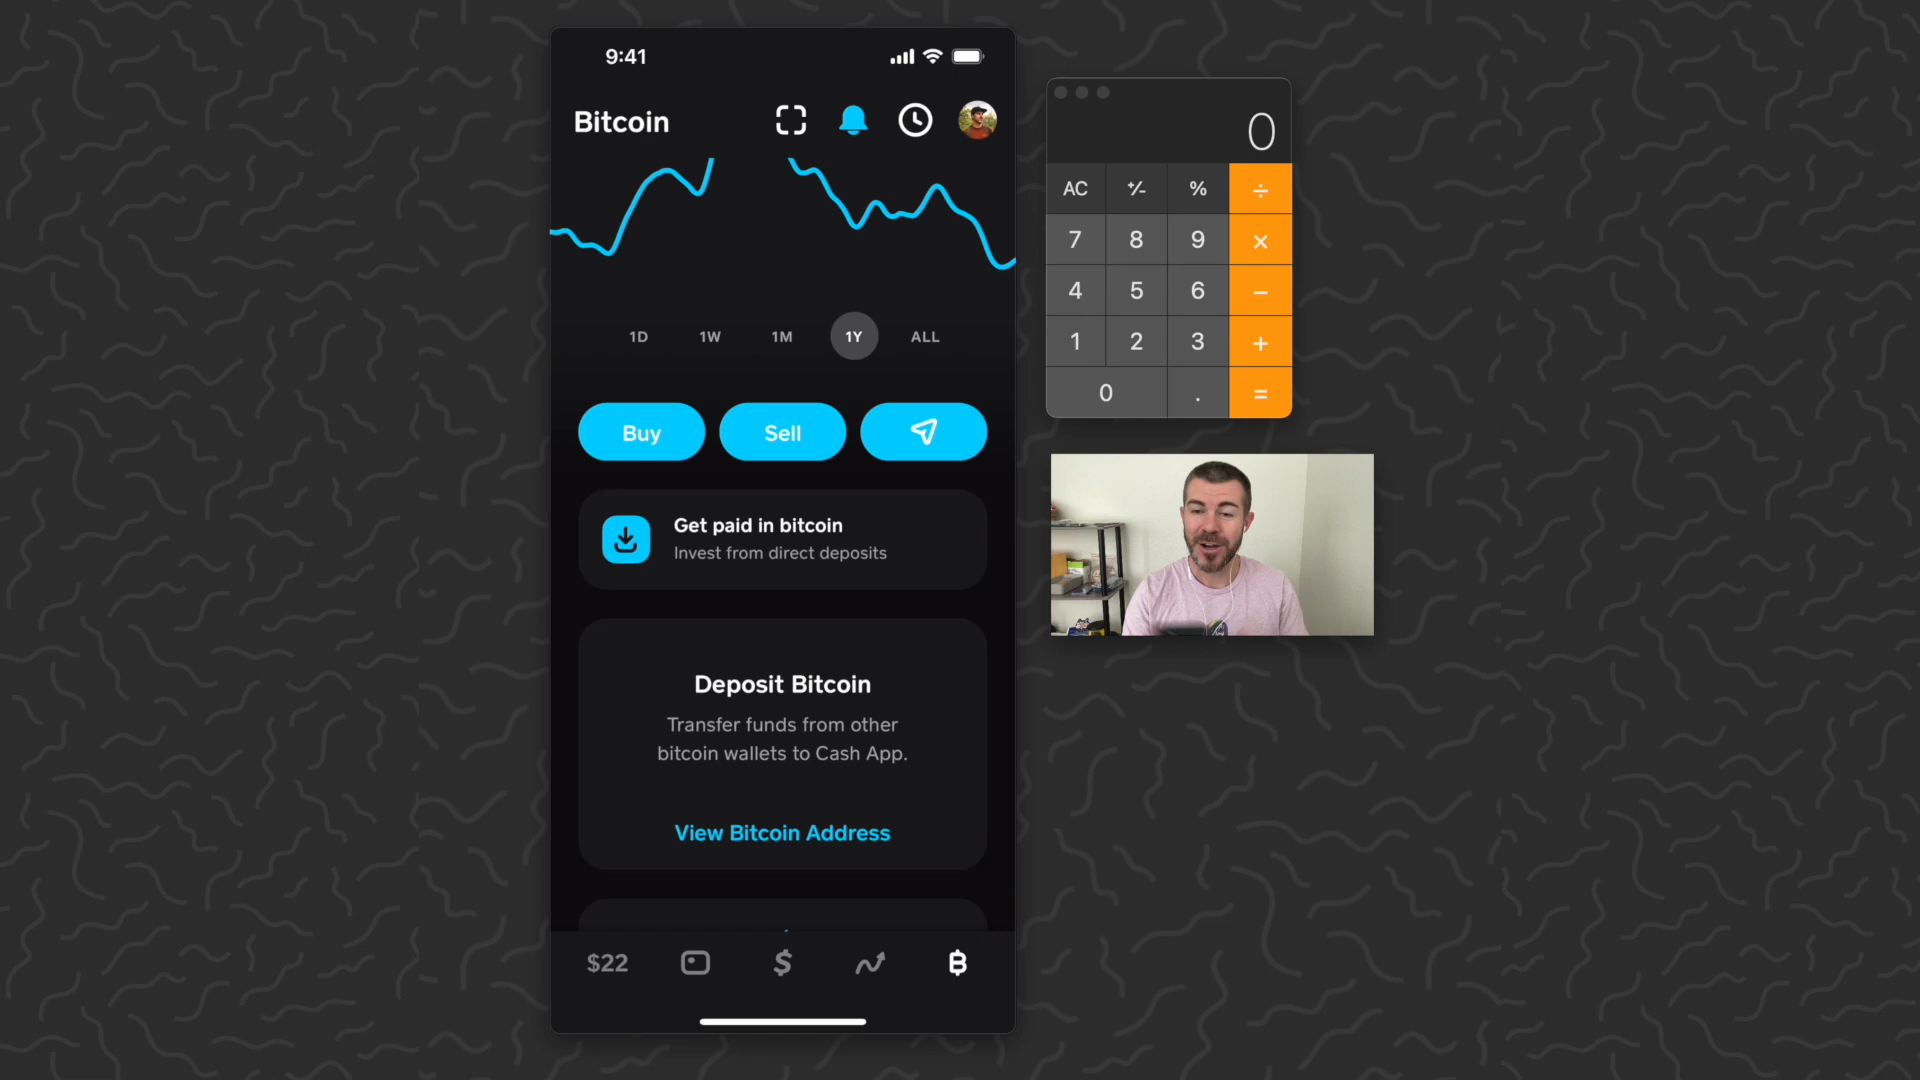 9:41
Bitcoin
1D 1W 1M 1Y ALL
Buy Sell
Get paid in bitcoin
Invest from direct deposits
Deposit Bitcoin
Transfer funds from other
bitcoin wallets to Cash App.
View Bitcoin Address
$22 $ ₿
0
AC +⁄- % ÷
7 8 9 ×
4 5 6 −
1 2 3 +
0 . =